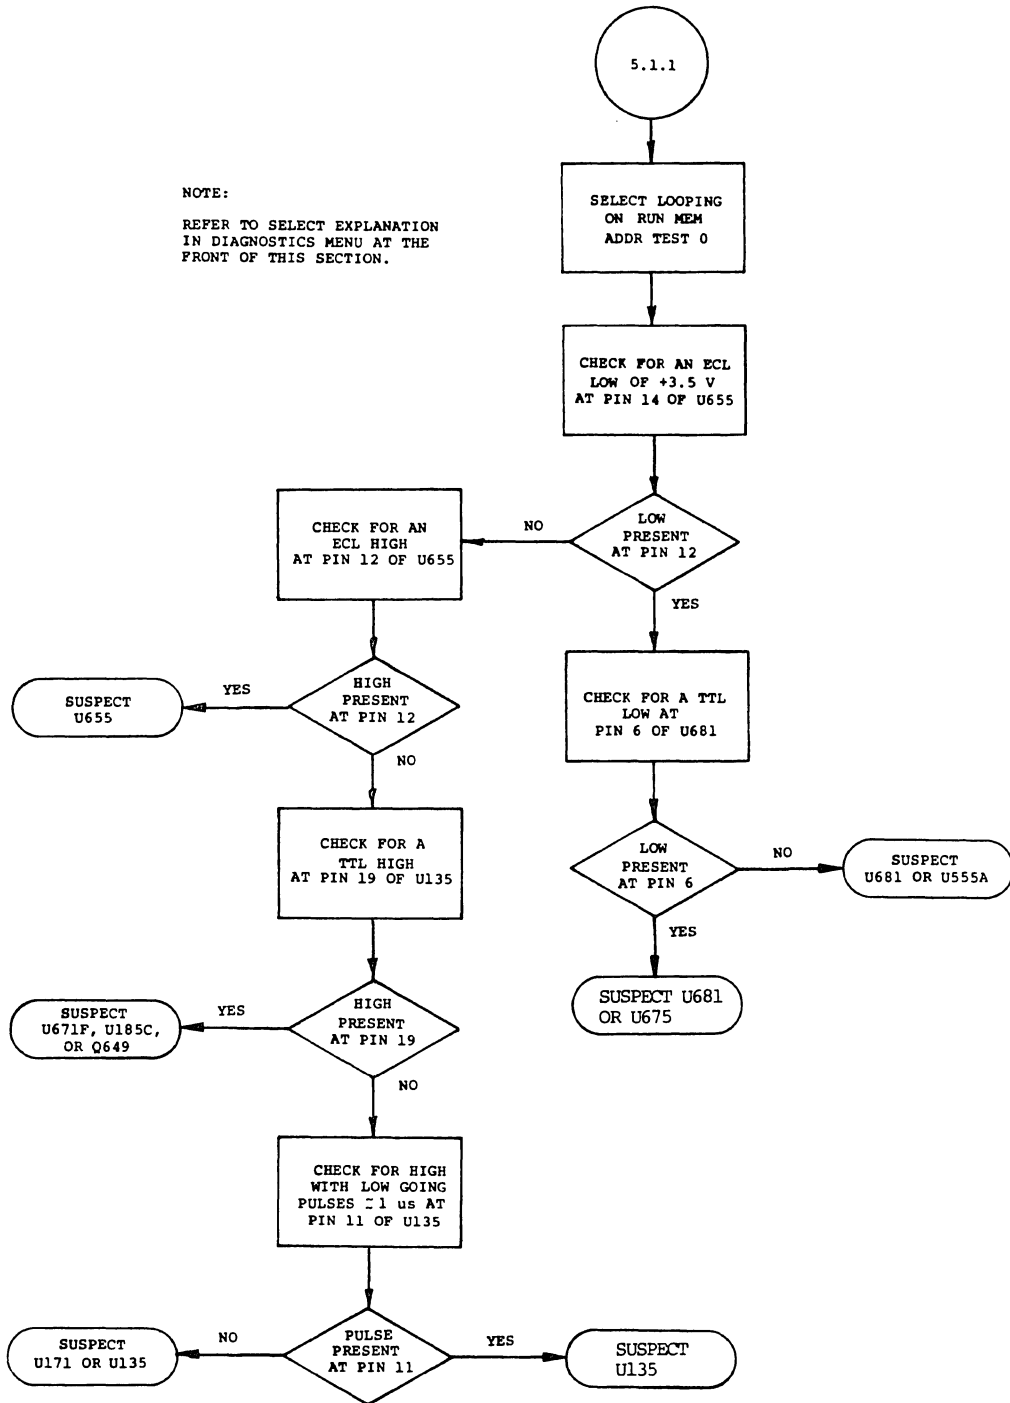 5.1.1
NOTE:
REFER TO SELECT EXPLANATION
IN DIAGNOSTICS MENU AT THE
FRONT OF THIS SECTION.
SELECT LOOPING
ON RUN MEM
ADDR TEST 0
CHECK FOR AN ECL
LOW OF +3.5 V
AT PIN 14 OF U655
LOW
PRESENT
AT PIN 12
NO
YES
CHECK FOR AN
ECL HIGH
AT PIN 12 OF U655
HIGH
PRESENT
AT PIN 12
YES
SUSPECT
U655
NO
CHECK FOR A TTL
LOW AT
PIN 6 OF U681
LOW
PRESENT
AT PIN 6
NO
SUSPECT
U681 OR U555A
YES
SUSPECT U681
OR U675
CHECK FOR A
TTL HIGH
AT PIN 19 OF U135
HIGH
PRESENT
AT PIN 19
YES
SUSPECT
U671F, U185C,
OR Q649
NO
CHECK FOR HIGH
WITH LOW GOING
PULSES ≈1 us AT
PIN 11 OF U135
PULSE
PRESENT
AT PIN 11
NO
SUSPECT
U171 OR U135
YES
SUSPECT
U135